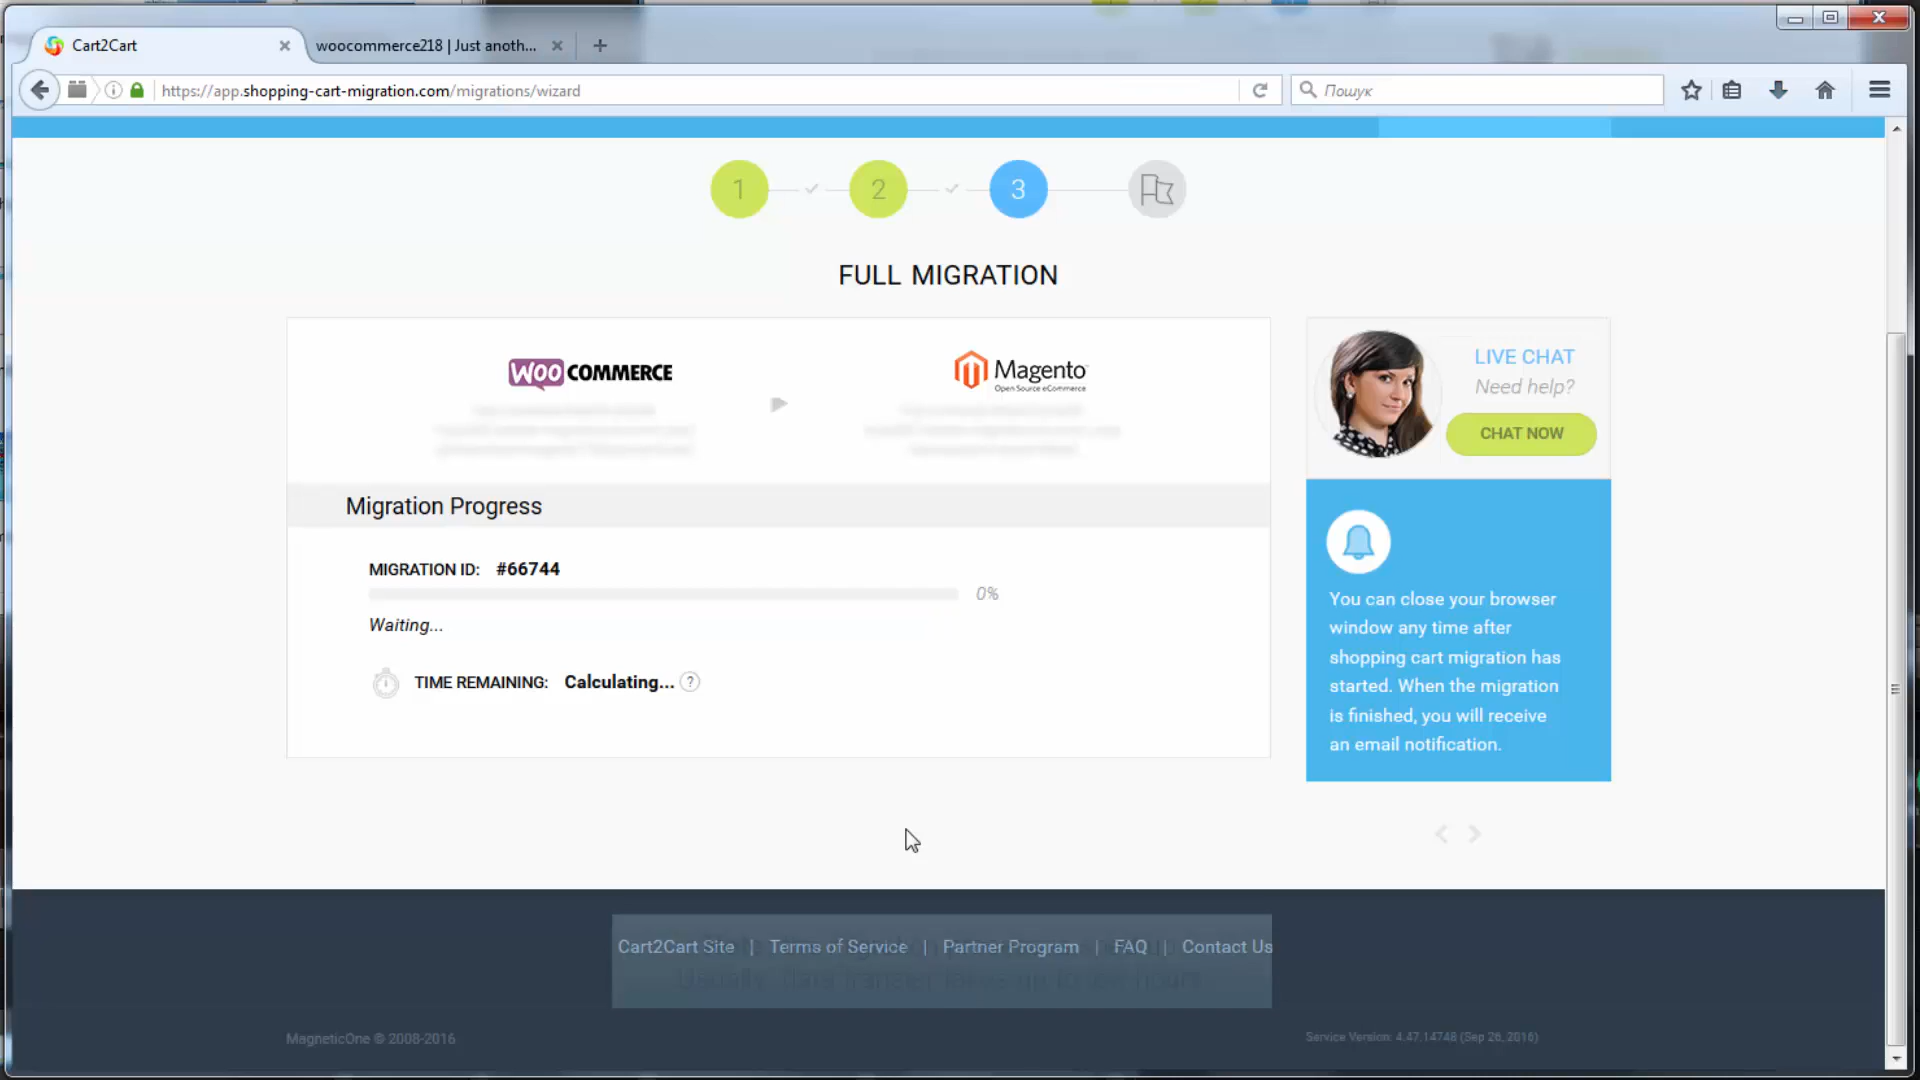 Cart2Cart
woocommerce218 | Just anoth...
https://app.shopping-cart-migration.com/migrations/wizard
Пошук
1
2
3
FULL MIGRATION
WOO COMMERCE
Magento
Open Source eCommerce
LIVE CHAT
Need help?
CHAT NOW
Migration Progress
MIGRATION ID: #66744
0%
Waiting...
TIME REMAINING: Calculating... ?
You can close your browser
window any time after
shopping cart migration has
started. When the migration
is finished, you will receive
an email notification.
Cart2Cart Site | Terms of Service | Partner Program | FAQ | Contact Us
MagneticOne © 2008-2016
Service Version: 4.47.14748 (Sep 26, 2016)